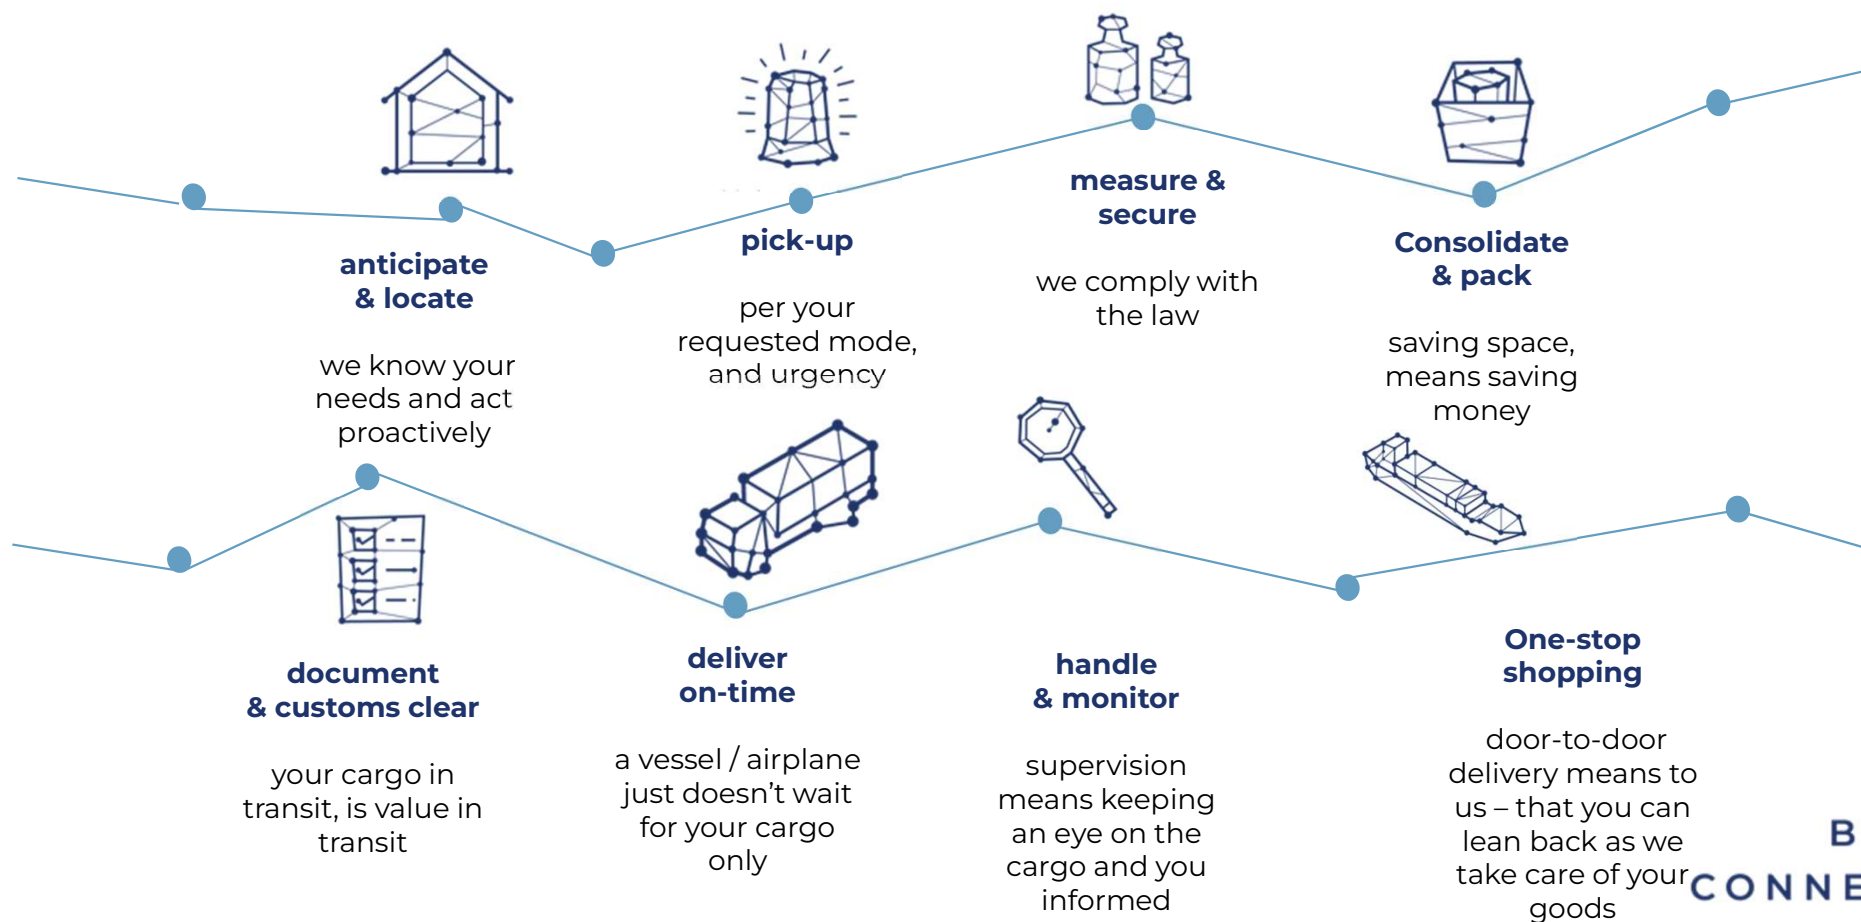 anticipate
& locate
we know your
needs and act
proactively
pick-up
per your
requested mode,
and urgency
measure &
secure
we comply with
the law
Consolidate
& pack
saving space,
means saving
money
document
& customs clear
your cargo in
transit, is value in
transit
deliver
on-time
a vessel / airplane
just doesn’t wait
for your cargo
only
handle
& monitor
supervision
means keeping
an eye on the
cargo and you
informed
One-stop
shopping
door-to-door
delivery means to
us – that you can
lean back as we
take care of your
goods